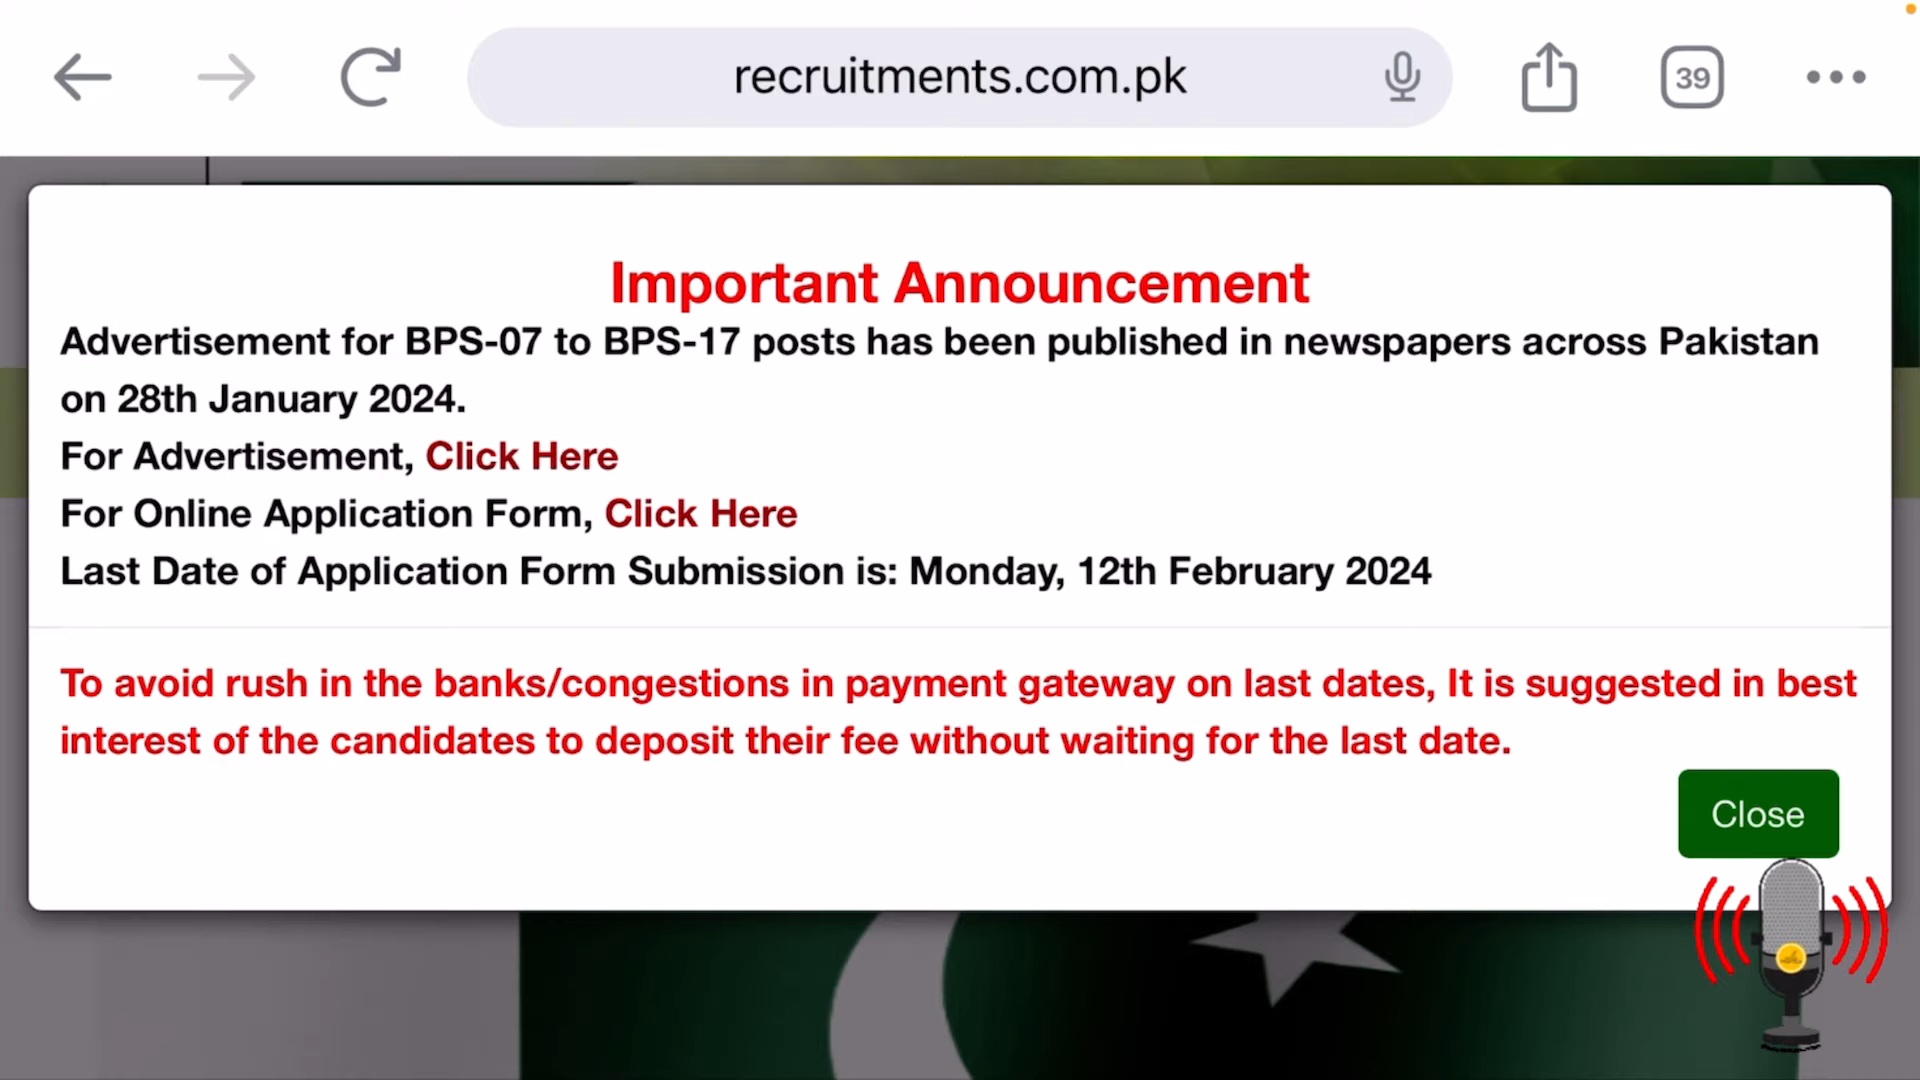 recruitments.com.pk
39
Important Announcement
Advertisement for BPS-07 to BPS-17 posts has been published in newspapers across Pakistan
on 28th January 2024.
For Advertisement, Click Here
For Online Application Form, Click Here
Last Date of Application Form Submission is: Monday, 12th February 2024
To avoid rush in the banks/congestions in payment gateway on last dates, It is suggested in best
interest of the candidates to deposit their fee without waiting for the last date.
Close